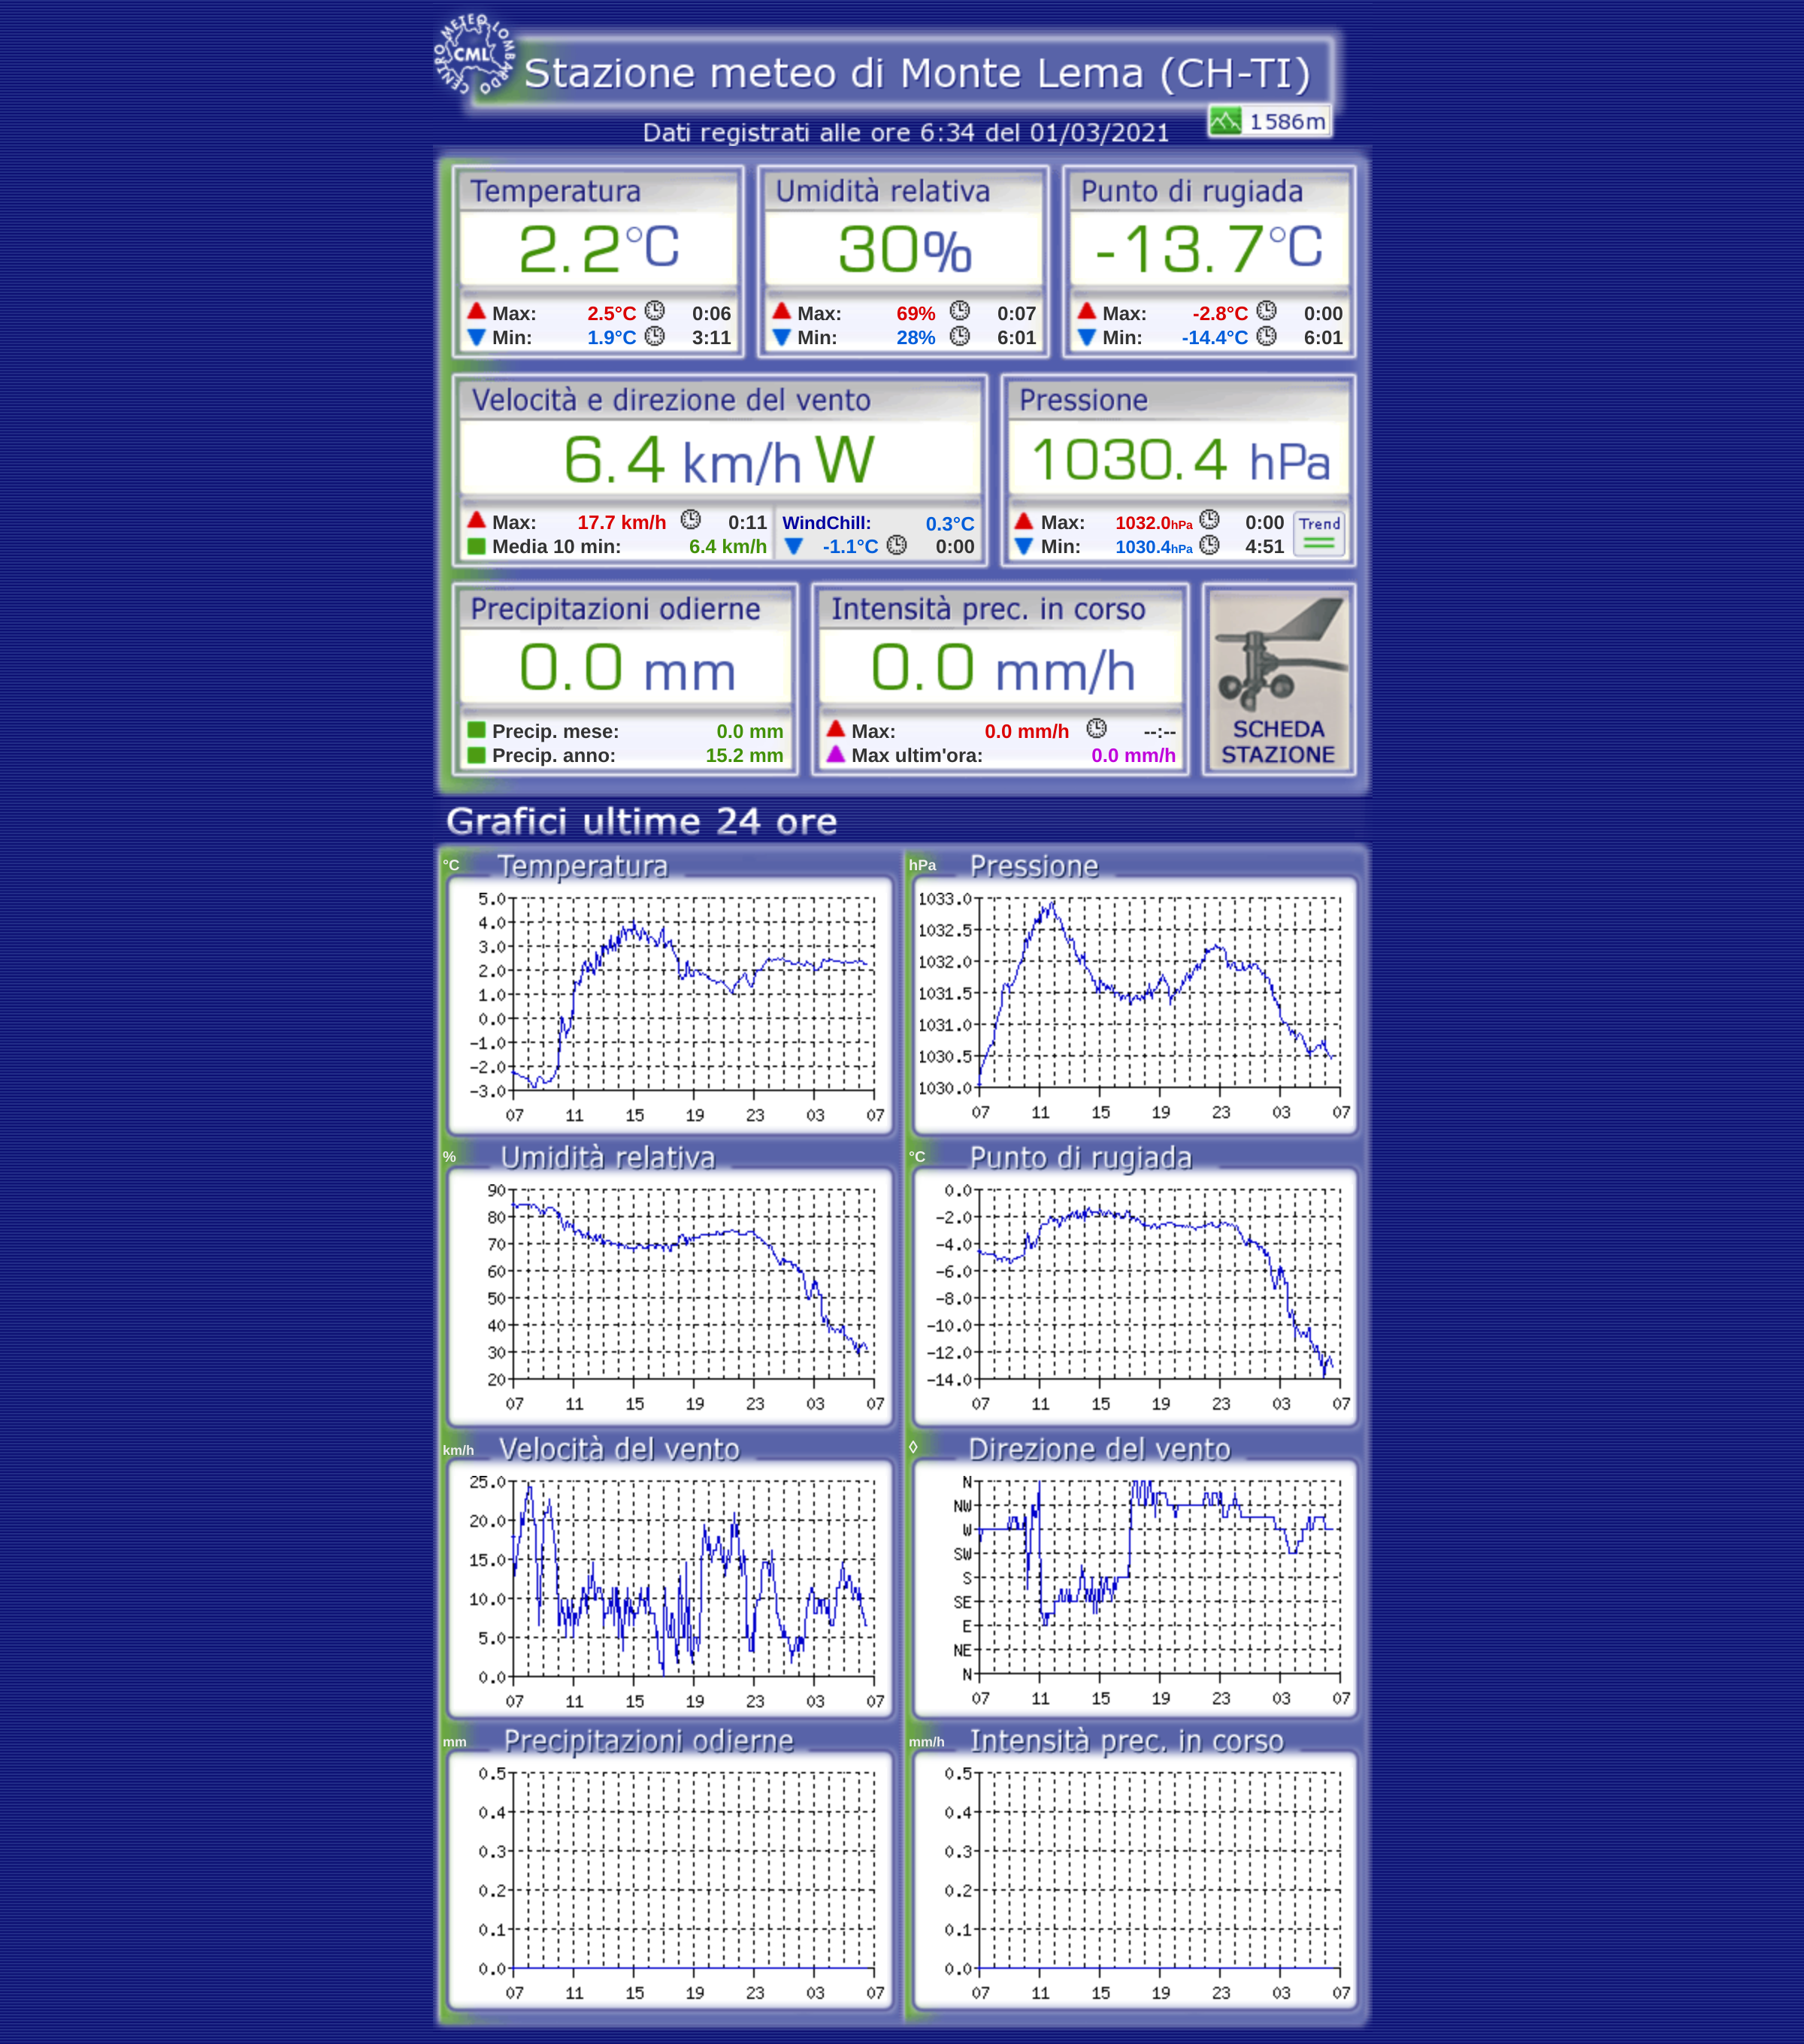 CENTRO METEO LOMBARDO
CML
Stazione meteo di Monte Lema (CH-TI)
1586m
Dati registrati alle ore 6:34 del 01/03/2021
Temperatura
2.2°C
Max: 2.5°C 0:06
Min: 1.9°C 3:11
Umidità relativa
30%
Max: 69% 0:07
Min: 28% 6:01
Punto di rugiada
-13.7°C
Max: -2.8°C 0:00
Min: -14.4°C 6:01
Velocità e direzione del vento
6.4 km/h W
Max: 17.7 km/h 0:11
Media 10 min: 6.4 km/h
WindChill: 0.3°C
-1.1°C 0:00
Pressione
1030.4 hPa
Max: 1032.0hPa 0:00
Min: 1030.4hPa 4:51
Trend
Precipitazioni odierne
0.0 mm
Precip. mese: 0.0 mm
Precip. anno: 15.2 mm
Intensità prec. in corso
0.0 mm/h
Max: 0.0 mm/h --:--
Max ultim'ora: 0.0 mm/h
SCHEDA
STAZIONE
Grafici ultime 24 ore
°C Temperatura
5.0
4.0
3.0
2.0
1.0
0.0
-1.0
-2.0
-3.0
07 11 15 19 23 03 07
hPa Pressione
1033.0
1032.5
1032.0
1031.5
1031.0
1030.5
1030.0
07 11 15 19 23 03 07
% Umidità relativa
90
80
70
60
50
40
30
20
07 11 15 19 23 03 07
°C Punto di rugiada
0.0
-2.0
-4.0
-6.0
-8.0
-10.0
-12.0
-14.0
07 11 15 19 23 03 07
km/h Velocità del vento
25.0
20.0
15.0
10.0
5.0
0.0
07 11 15 19 23 03 07
◊ Direzione del vento
N
NW
W
SW
S
SE
E
NE
N
07 11 15 19 23 03 07
mm Precipitazioni odierne
0.5
0.4
0.3
0.2
0.1
0.0
07 11 15 19 23 03 07
mm/h Intensità prec. in corso
0.5
0.4
0.3
0.2
0.1
0.0
07 11 15 19 23 03 07